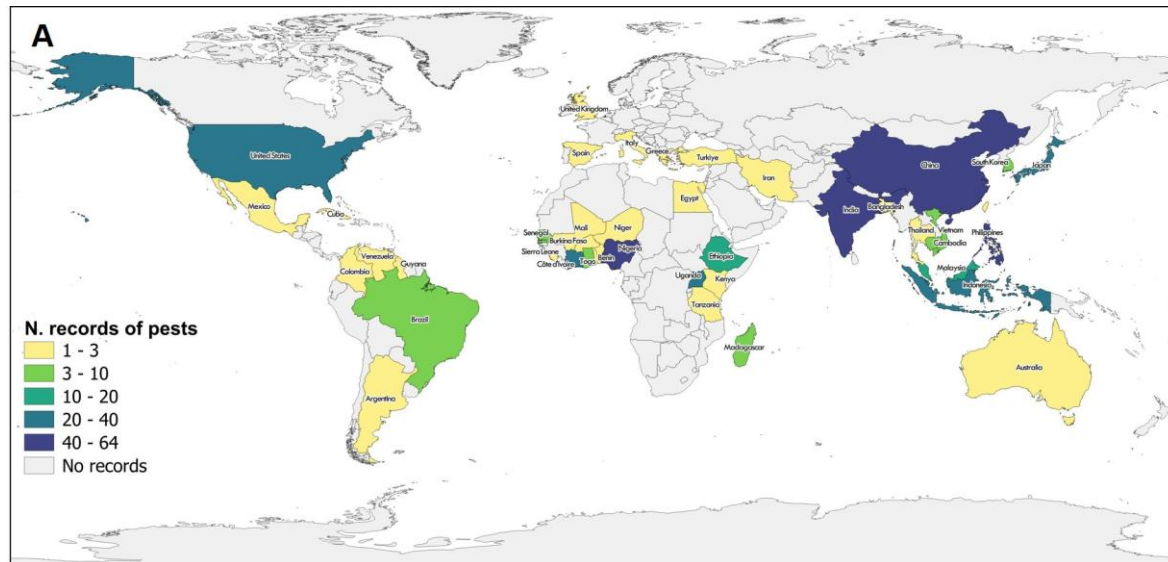 A
United Kingdom
Italy
Spain
Greece
Turkiye
Iran
China
South Korea
Japan
United States
Mexico
Cuba
Egypt
India
Bangladesh
Mali
Niger
Senegal
Burkina Faso
Thailand
Vietnam
Philippines
Cambodia
Sierra Leone
Côte d'Ivoire
Togo
Benin
Nigeria
Ethiopia
Venezuela
Guyana
Colombia
Uganda
Kenya
Malaysia
Indonesia
Tanzania
Brazil
Madagascar
Australia
Argentina
N. records of pests
1 - 3
3 - 10
10 - 20
20 - 40
40 - 64
No records